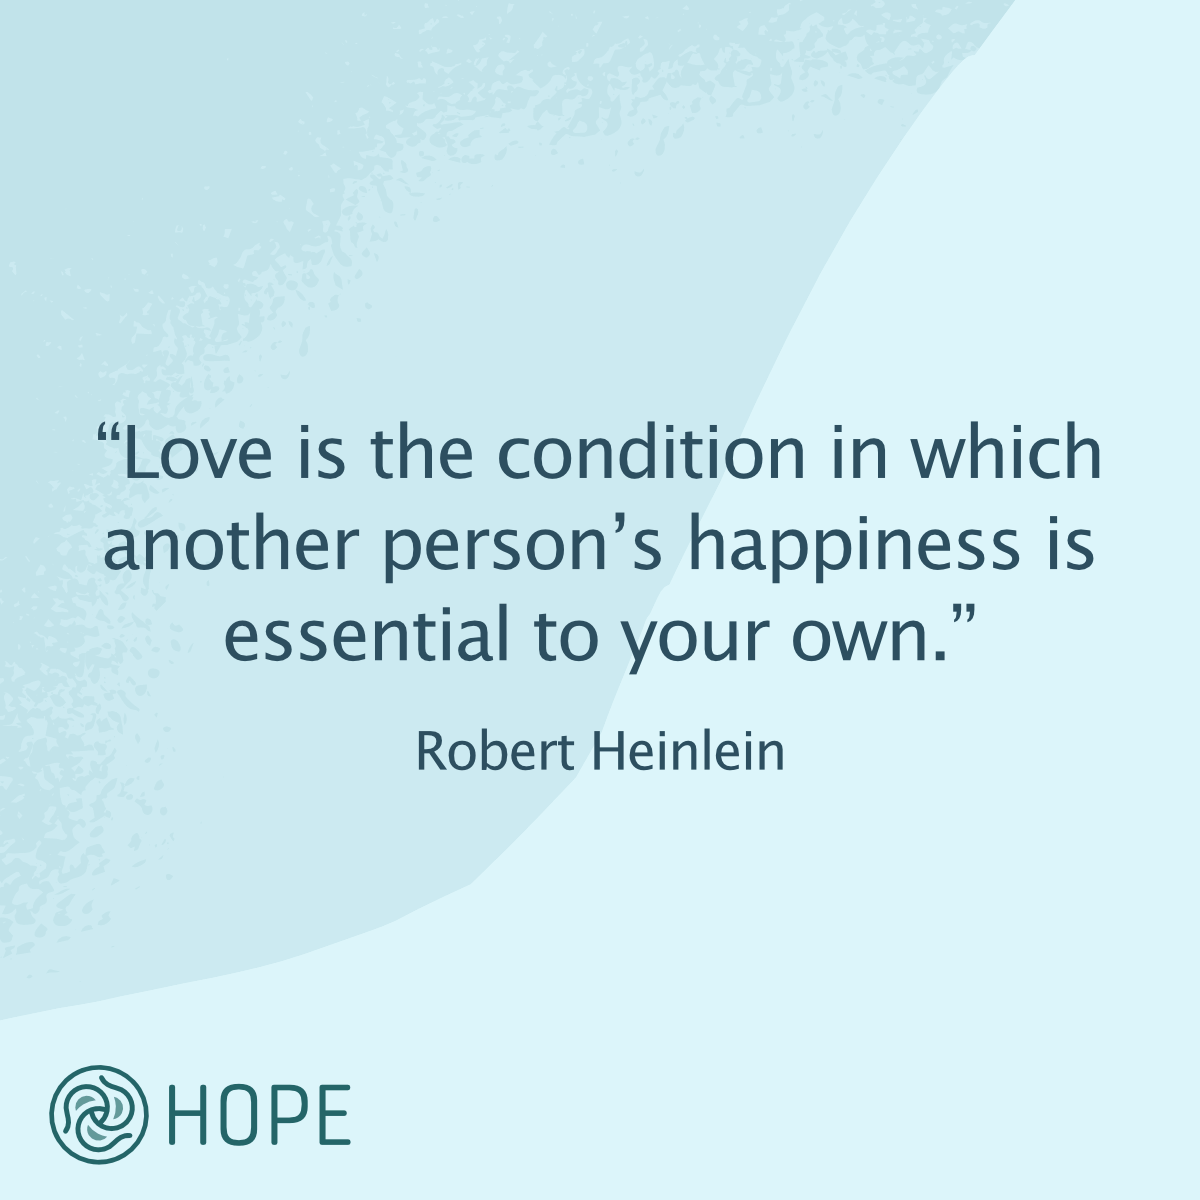 “Love is the condition in which
another person’s happiness is
essential to your own.”
Robert Heinlein
HOPE